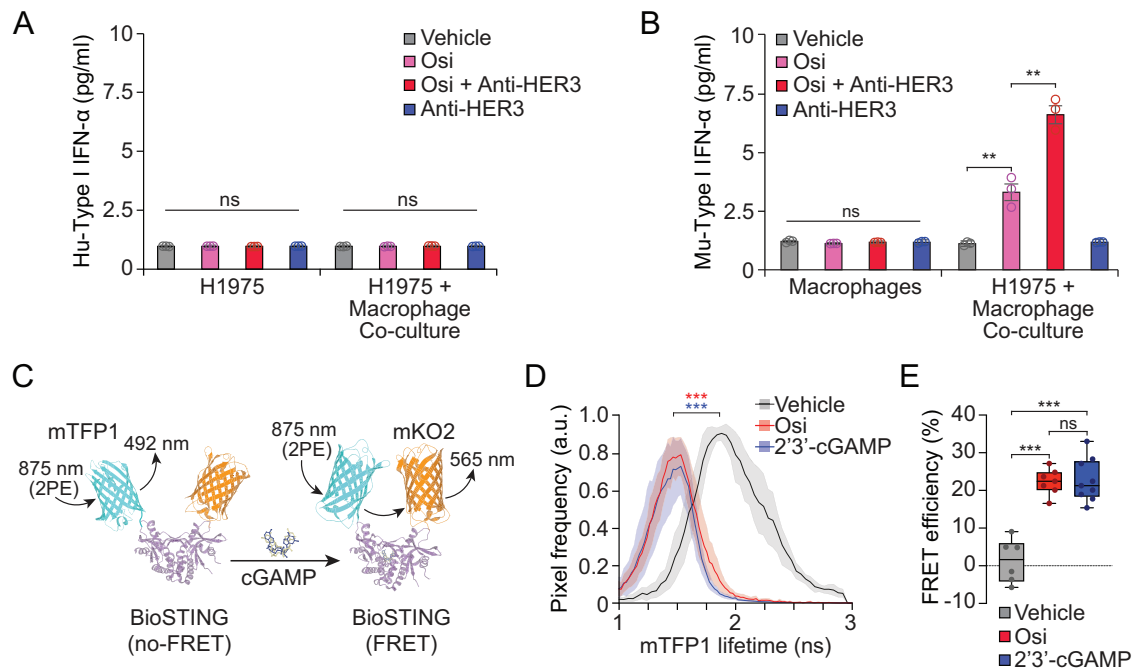 A
Hu-Type I IFN-α (pg/ml)
10
7.5
5
2.5
0
Vehicle
Osi
Osi + Anti-HER3
Anti-HER3
ns
ns
H1975
H1975 +
Macrophage
Co-culture
B
Mu-Type I IFN-α (pg/ml)
10
7.5
5
2.5
0
Vehicle
Osi
Osi + Anti-HER3
Anti-HER3
**
**
ns
Macrophages
H1975 +
Macrophage
Co-culture
C
mTFP1
492 nm
875 nm
(2PE)
875 nm
(2PE)
mKO2
565 nm
cGAMP
BioSTING
(no-FRET)
BioSTING
(FRET)
D
Pixel frequency (a.u.)
1.0
0.8
0.6
0.4
0.2
0
***
***
Vehicle
Osi
2'3'-cGAMP
1
2
3
mTFP1 lifetime (ns)
E
FRET efficiency (%)
40
30
20
10
0
-10
***
***
ns
Vehicle
Osi
2'3'-cGAMP